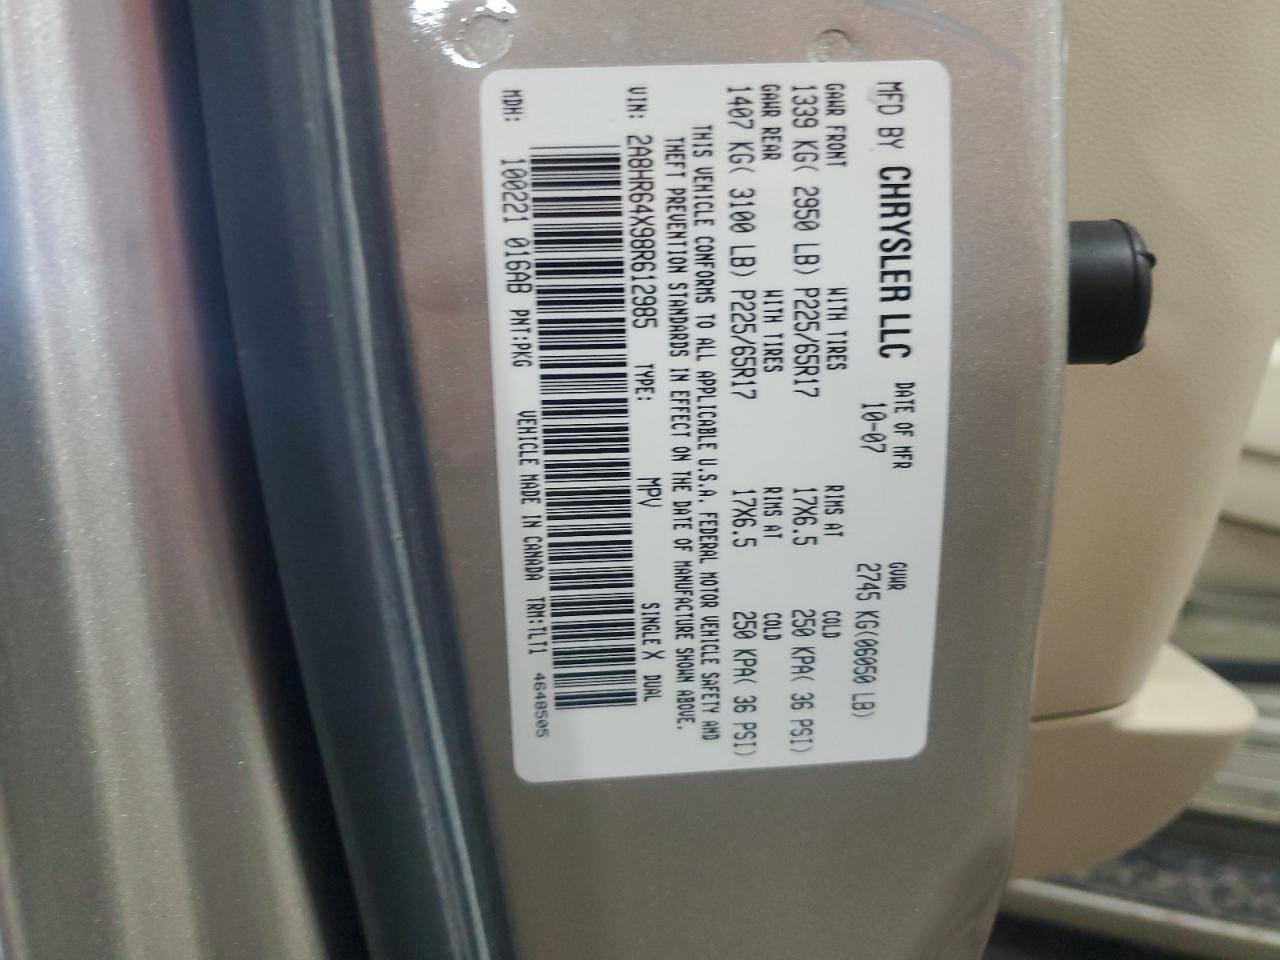 MFD BY CHRYSLER LLC DATE OF MFR GVWR
10-07 2745 KG(06050 LB)
GAWR FRONT WITH TIRES RIMS AT COLD
1339 KG( 2950 LB) P225/65R17 17X6.5 250 KPA( 36 PSI)
GAWR REAR WITH TIRES RIMS AT COLD
1407 KG( 3100 LB) P225/65R17 17X6.5 250 KPA( 36 PSI)
THIS VEHICLE CONFORMS TO ALL APPLICABLE U.S.A. FEDERAL MOTOR VEHICLE SAFETY AND
THEFT PREVENTION STANDARDS IN EFFECT ON THE DATE OF MANUFACTURE SHOWN ABOVE.
VIN: 2A8HR64X98R612985 TYPE: MPV SINGLE X DUAL
MDH: 100221 016AB PNT:PKG VEHICLE MADE IN CANADA TRM:TLT1 4648505